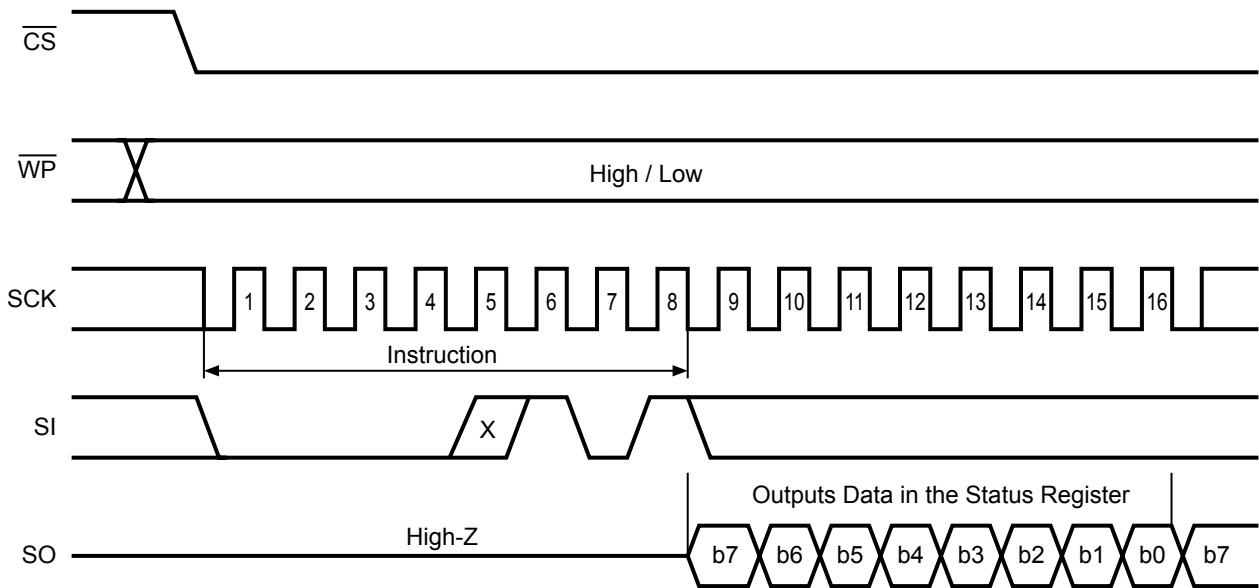 CS
WP
High / Low
SCK
1 2 3 4 5 6 7 8 9 10 11 12 13 14 15 16
Instruction
SI
X
Outputs Data in the Status Register
High-Z
SO
b7 b6 b5 b4 b3 b2 b1 b0 b7